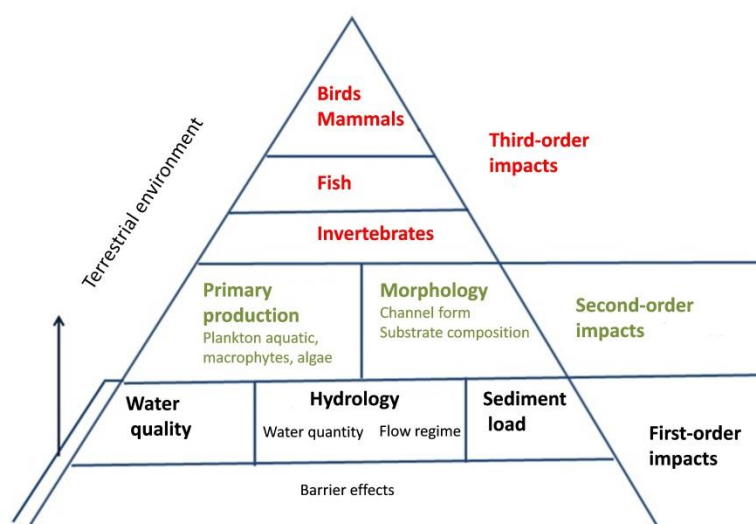 Birds
Mammals
Third-order
impacts
Fish
Terrestrial environment
Invertebrates
Primary
production
Plankton aquatic,
macrophytes, algae
Morphology
Channel form
Substrate composition
Second-order
impacts
Water
quality
Hydrology
Water quantity Flow regime
Sediment
load
First-order
impacts
Barrier effects